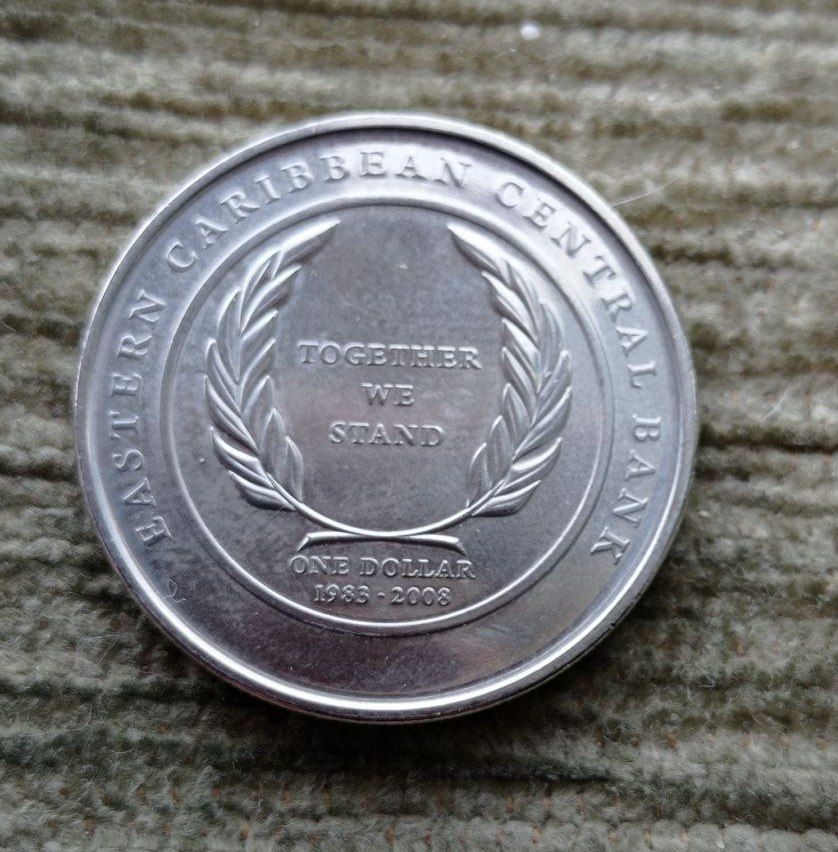 EASTERN CARIBBEAN CENTRAL BANK
TOGETHER
WE
STAND
ONE DOLLAR
1983 - 2008